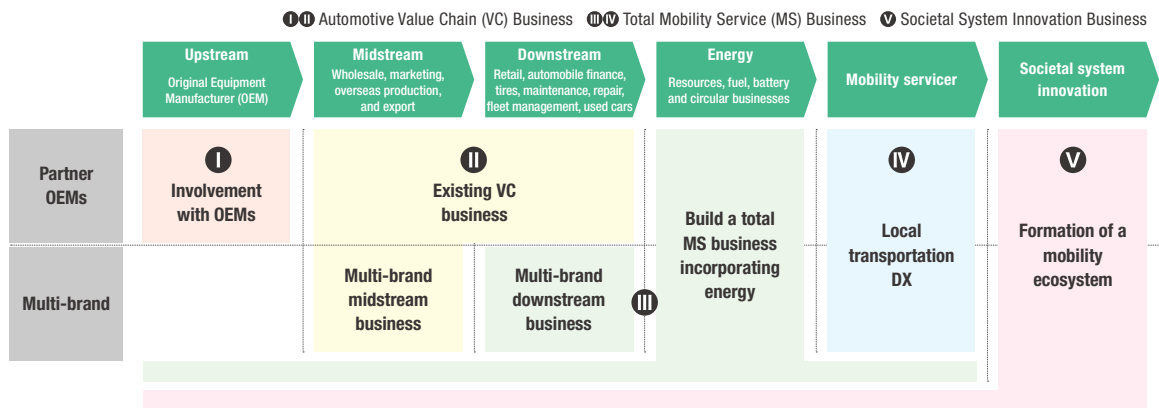 I II Automotive Value Chain (VC) Business III IV Total Mobility Service (MS) Business V Societal System Innovation Business
Upstream
Original Equipment
Manufacturer (OEM)
Midstream
Wholesale, marketing,
overseas production,
and export
Downstream
Retail, automobile finance,
tires, maintenance, repair,
fleet management, used cars
Energy
Resources, fuel, battery
and circular businesses
Mobility servicer
Societal system
innovation
Partner
OEMs
I
Involvement
with OEMs
II
Existing VC
business
Build a total
MS business
incorporating
energy
IV
Local
transportation
DX
V
Formation of a
mobility
ecosystem
Multi-brand
Multi-brand
midstream
business
Multi-brand
downstream
business
III